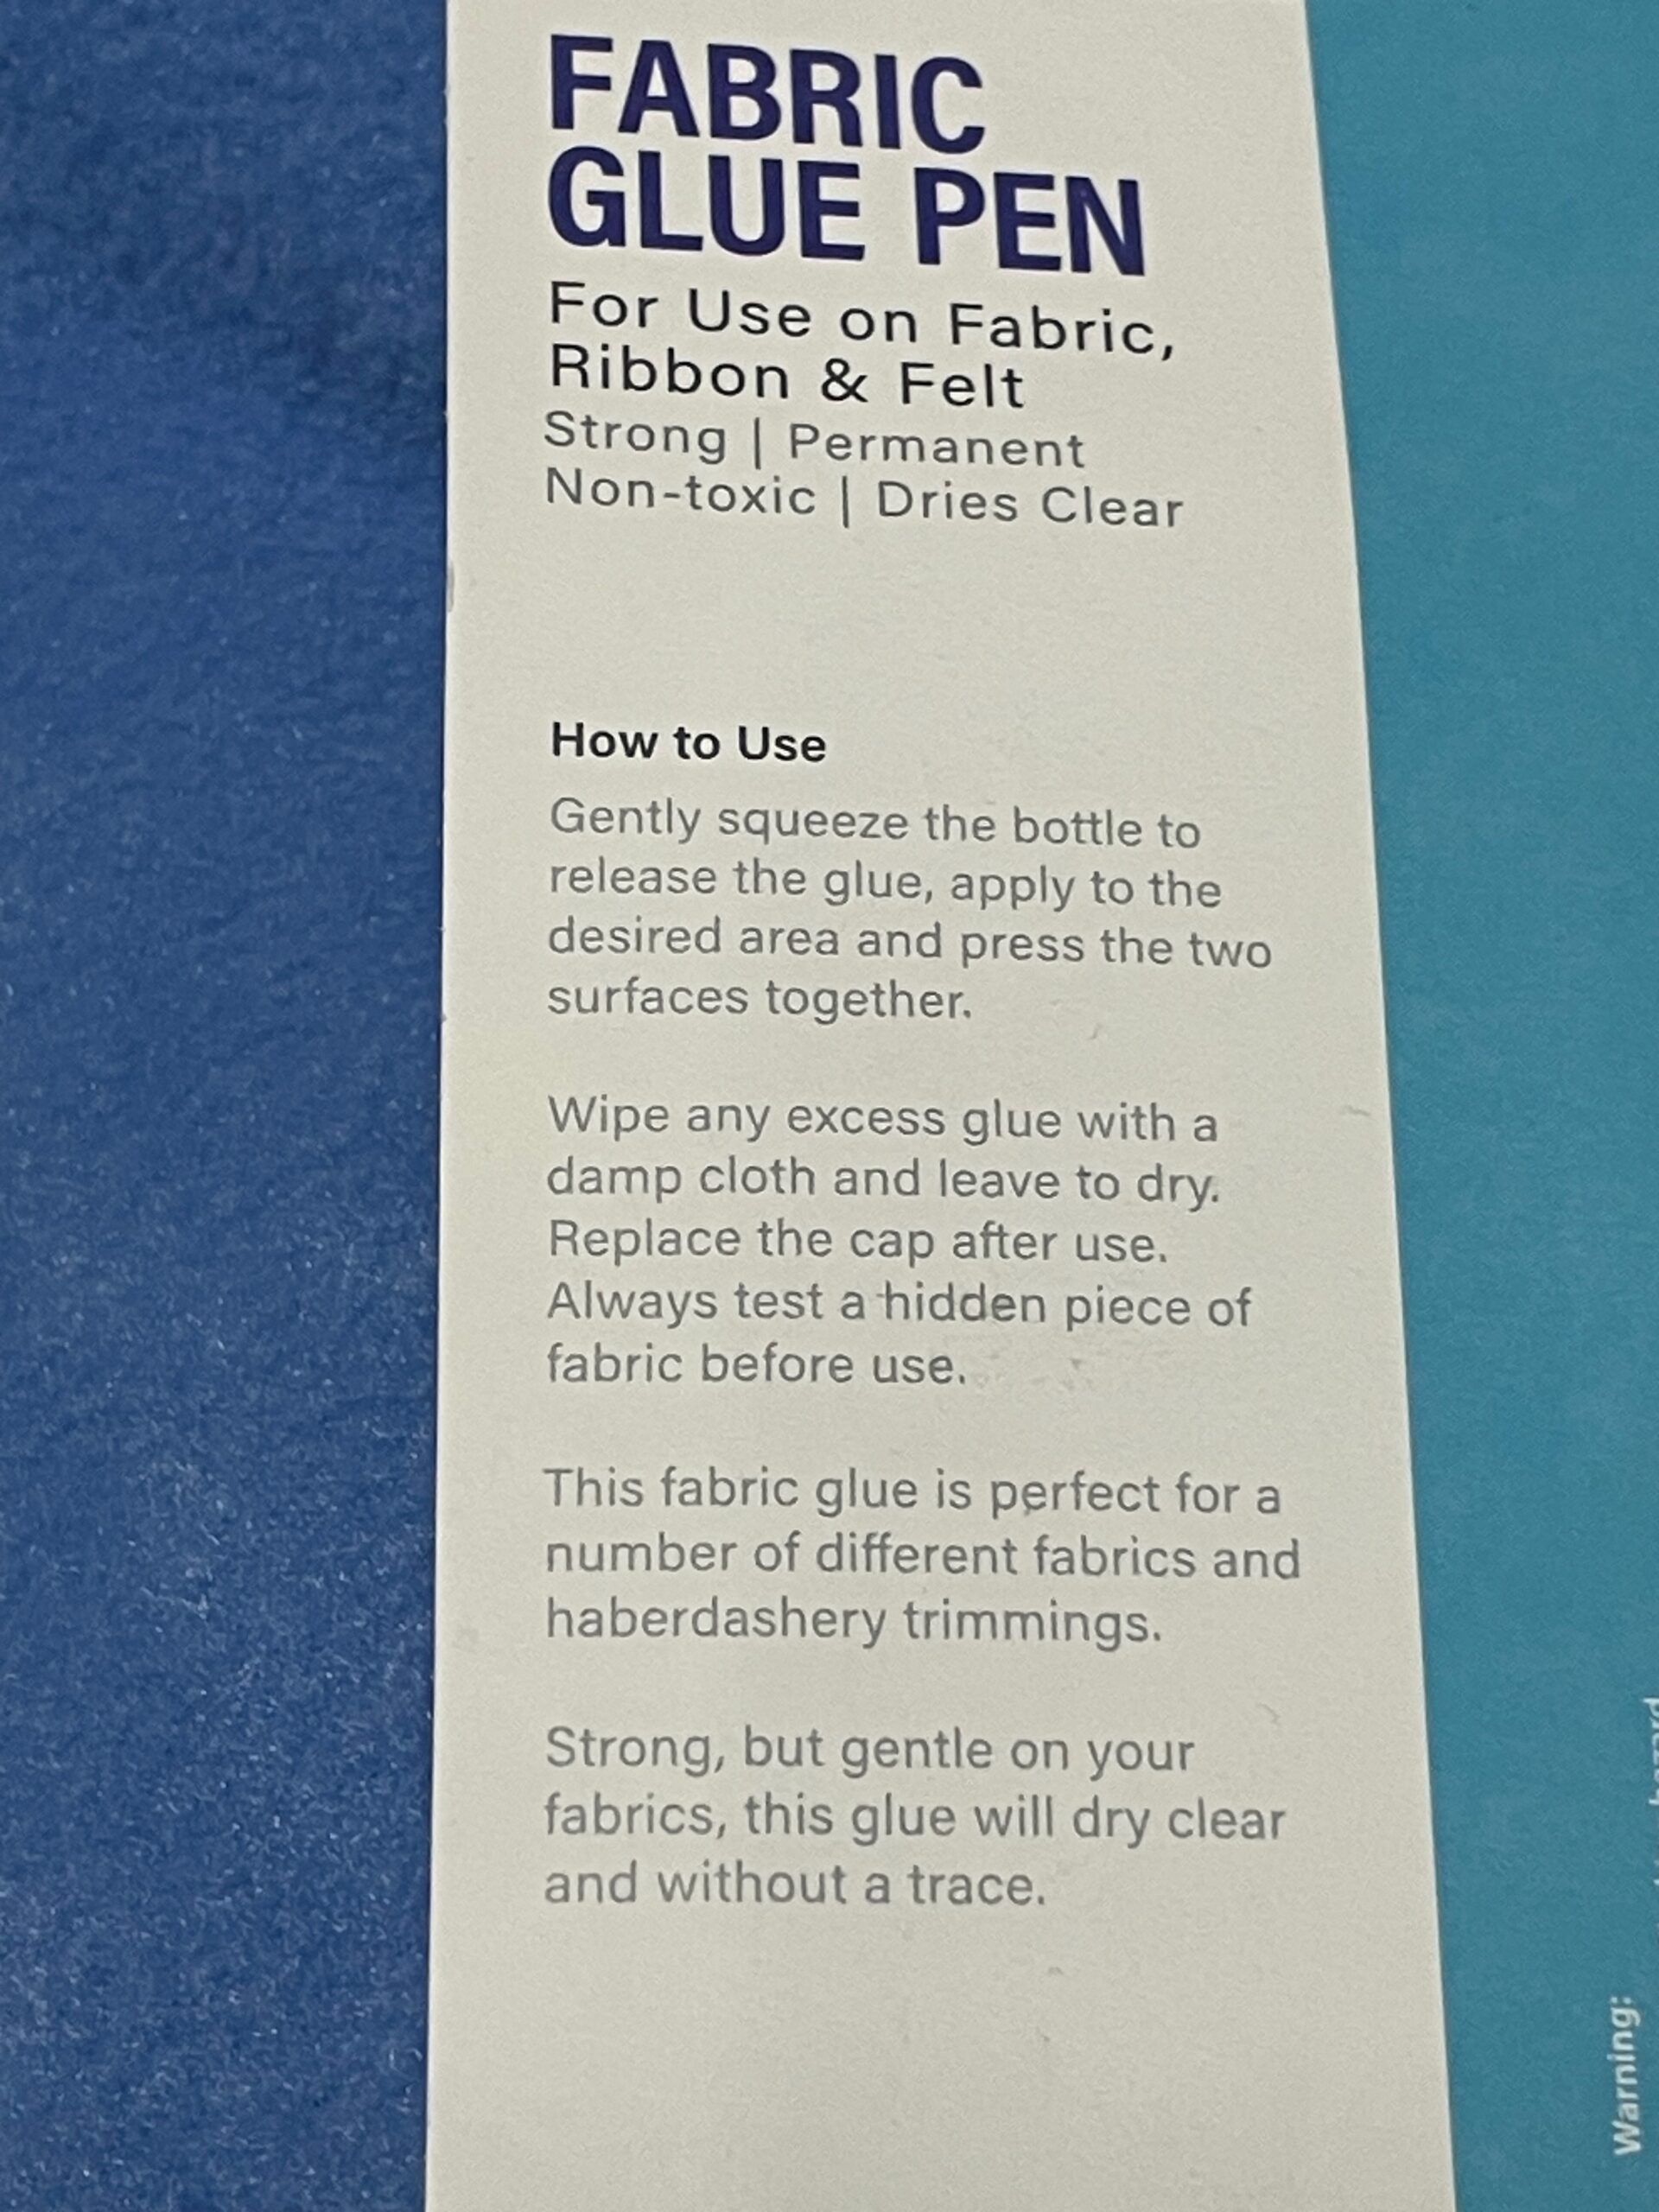 FABRIC
GLUE PEN
For Use on Fabric,
Ribbon & Felt
Strong | Permanent
Non-toxic | Dries Clear
How to Use
Gently squeeze the bottle to
release the glue, apply to the
desired area and press the two
surfaces together.
Wipe any excess glue with a
damp cloth and leave to dry.
Replace the cap after use.
Always test a hidden piece of
fabric before use.
This fabric glue is perfect for a
number of different fabrics and
haberdashery trimmings.
Strong, but gentle on your
fabrics, this glue will dry clear
and without a trace.
Warning: